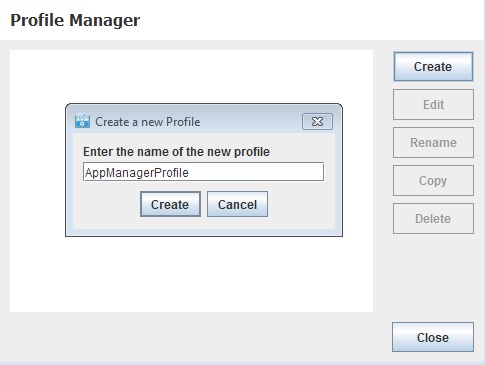 Profile Manager
Create
Create a new Profile
Edit
Enter the name of the new profile
Rename
AppManagerProfile
Copy
Create
Cancel
Delete
Close